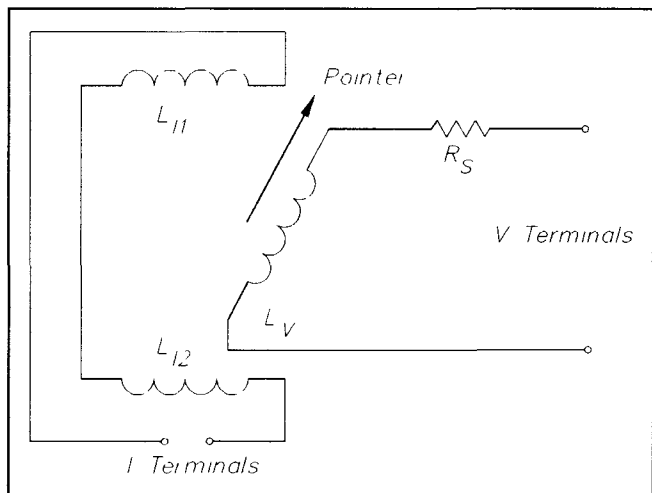 Pointer
L_I1
R_S
V Terminals
L_V
L_I2
I Terminals